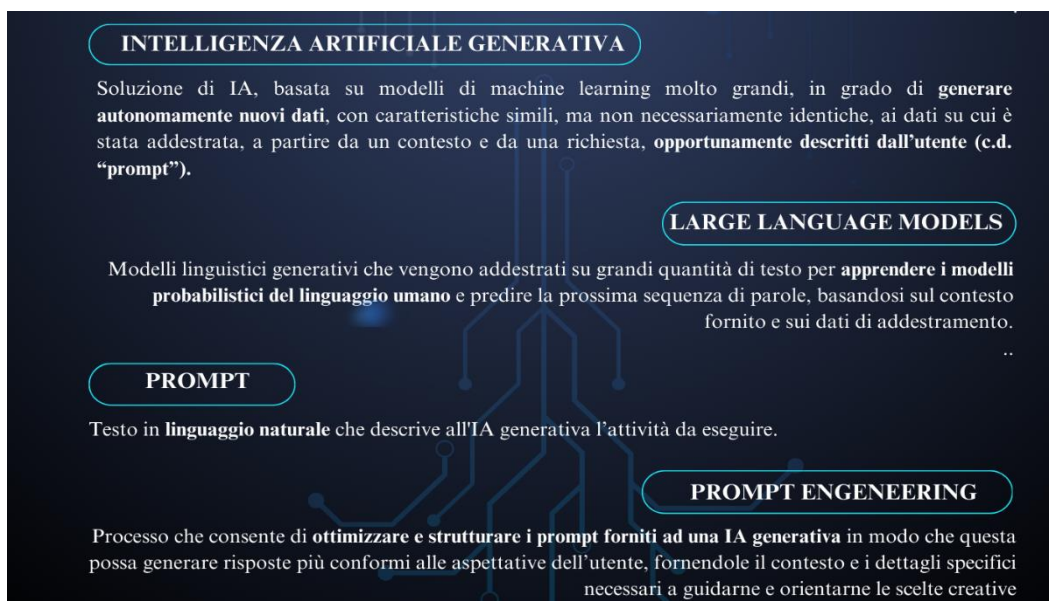 INTELLIGENZA ARTIFICIALE GENERATIVA
Soluzione di IA, basata su modelli di machine learning molto grandi, in grado di generare
autonomamente nuovi dati, con caratteristiche simili, ma non necessariamente identiche, ai dati su cui è
stata addestrata, a partire da un contesto e da una richiesta, opportunamente descritti dall’utente (c.d.
“prompt”).
LARGE LANGUAGE MODELS
Modelli linguistici generativi che vengono addestrati su grandi quantità di testo per apprendere i modelli
probabilistici del linguaggio umano e predire la prossima sequenza di parole, basandosi sul contesto
fornito e sui dati di addestramento.
..
PROMPT
Testo in linguaggio naturale che descrive all'IA generativa l’attività da eseguire.
PROMPT ENGENEERING
Processo che consente di ottimizzare e strutturare i prompt forniti ad una IA generativa in modo che questa
possa generare risposte più conformi alle aspettative dell’utente, fornendole il contesto e i dettagli specifici
necessari a guidarne e orientarne le scelte creative